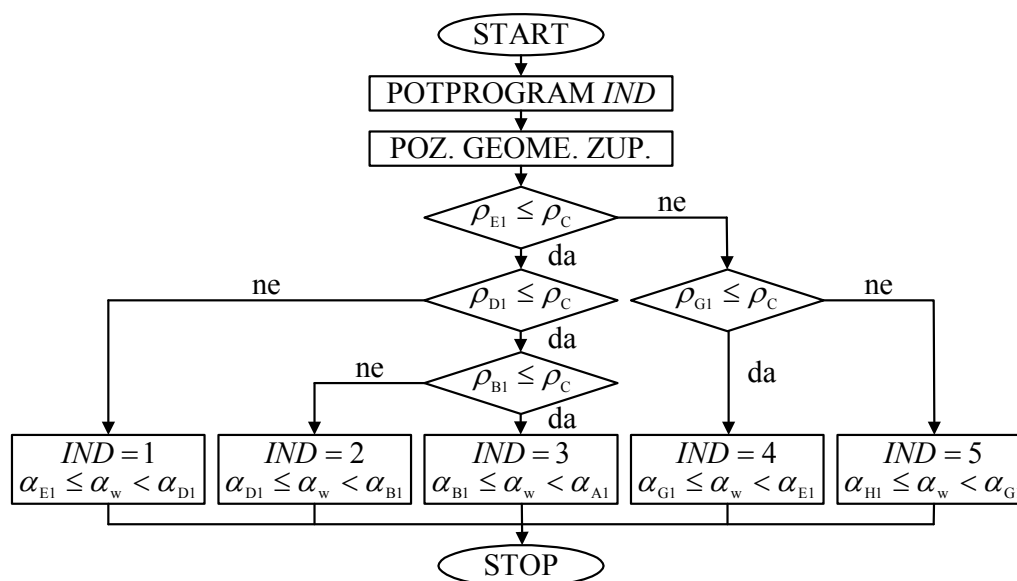 START
POTPROGRAM IND
POZ. GEOME. ZUP.
ρE1 ≤ ρC
ne
da
ne
ρD1 ≤ ρC
ρG1 ≤ ρC
ne
da
ne
ρB1 ≤ ρC
da
da
IND = 1
αE1 ≤ αw < αD1
IND = 2
αD1 ≤ αw < αB1
IND = 3
αB1 ≤ αw < αA1
IND = 4
αG1 ≤ αw < αE1
IND = 5
αH1 ≤ αw < αG
STOP